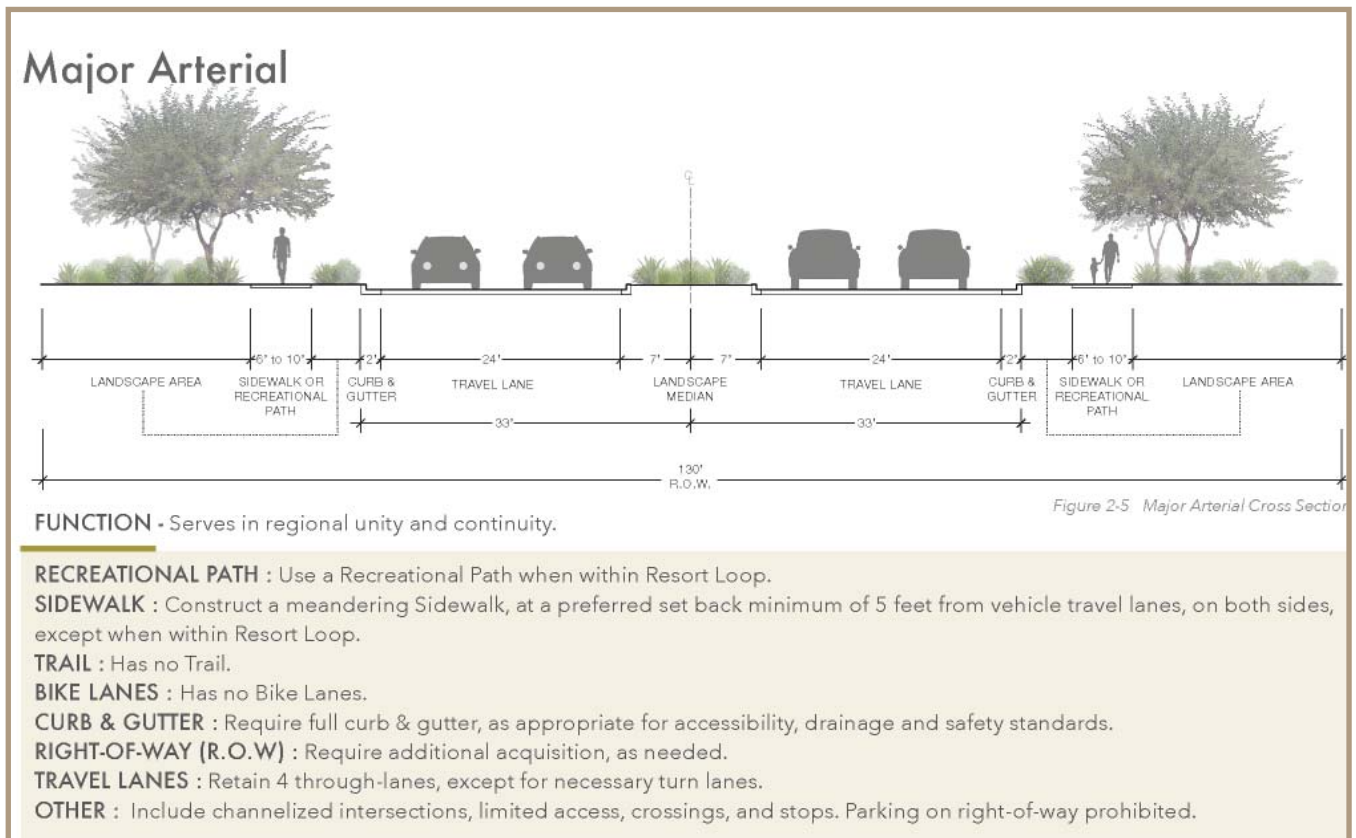 Major Arterial
℄
6' to 10'
2'
24'
7'
7'
24'
2'
6' to 10'
LANDSCAPE AREA
SIDEWALK OR
RECREATIONAL
PATH
CURB &
GUTTER
TRAVEL LANE
LANDSCAPE
MEDIAN
TRAVEL LANE
CURB &
GUTTER
SIDEWALK OR
RECREATIONAL
PATH
LANDSCAPE AREA
33'
33'
130'
R.O.W.
Figure 2-5 Major Arterial Cross Section
FUNCTION - Serves in regional unity and continuity.
RECREATIONAL PATH : Use a Recreational Path when within Resort Loop.
SIDEWALK : Construct a meandering Sidewalk, at a preferred set back minimum of 5 feet from vehicle travel lanes, on both sides,
except when within Resort Loop.
TRAIL : Has no Trail.
BIKE LANES : Has no Bike Lanes.
CURB & GUTTER : Require full curb & gutter, as appropriate for accessibility, drainage and safety standards.
RIGHT-OF-WAY (R.O.W) : Require additional acquisition, as needed.
TRAVEL LANES : Retain 4 through-lanes, except for necessary turn lanes.
OTHER : Include channelized intersections, limited access, crossings, and stops. Parking on right-of-way prohibited.